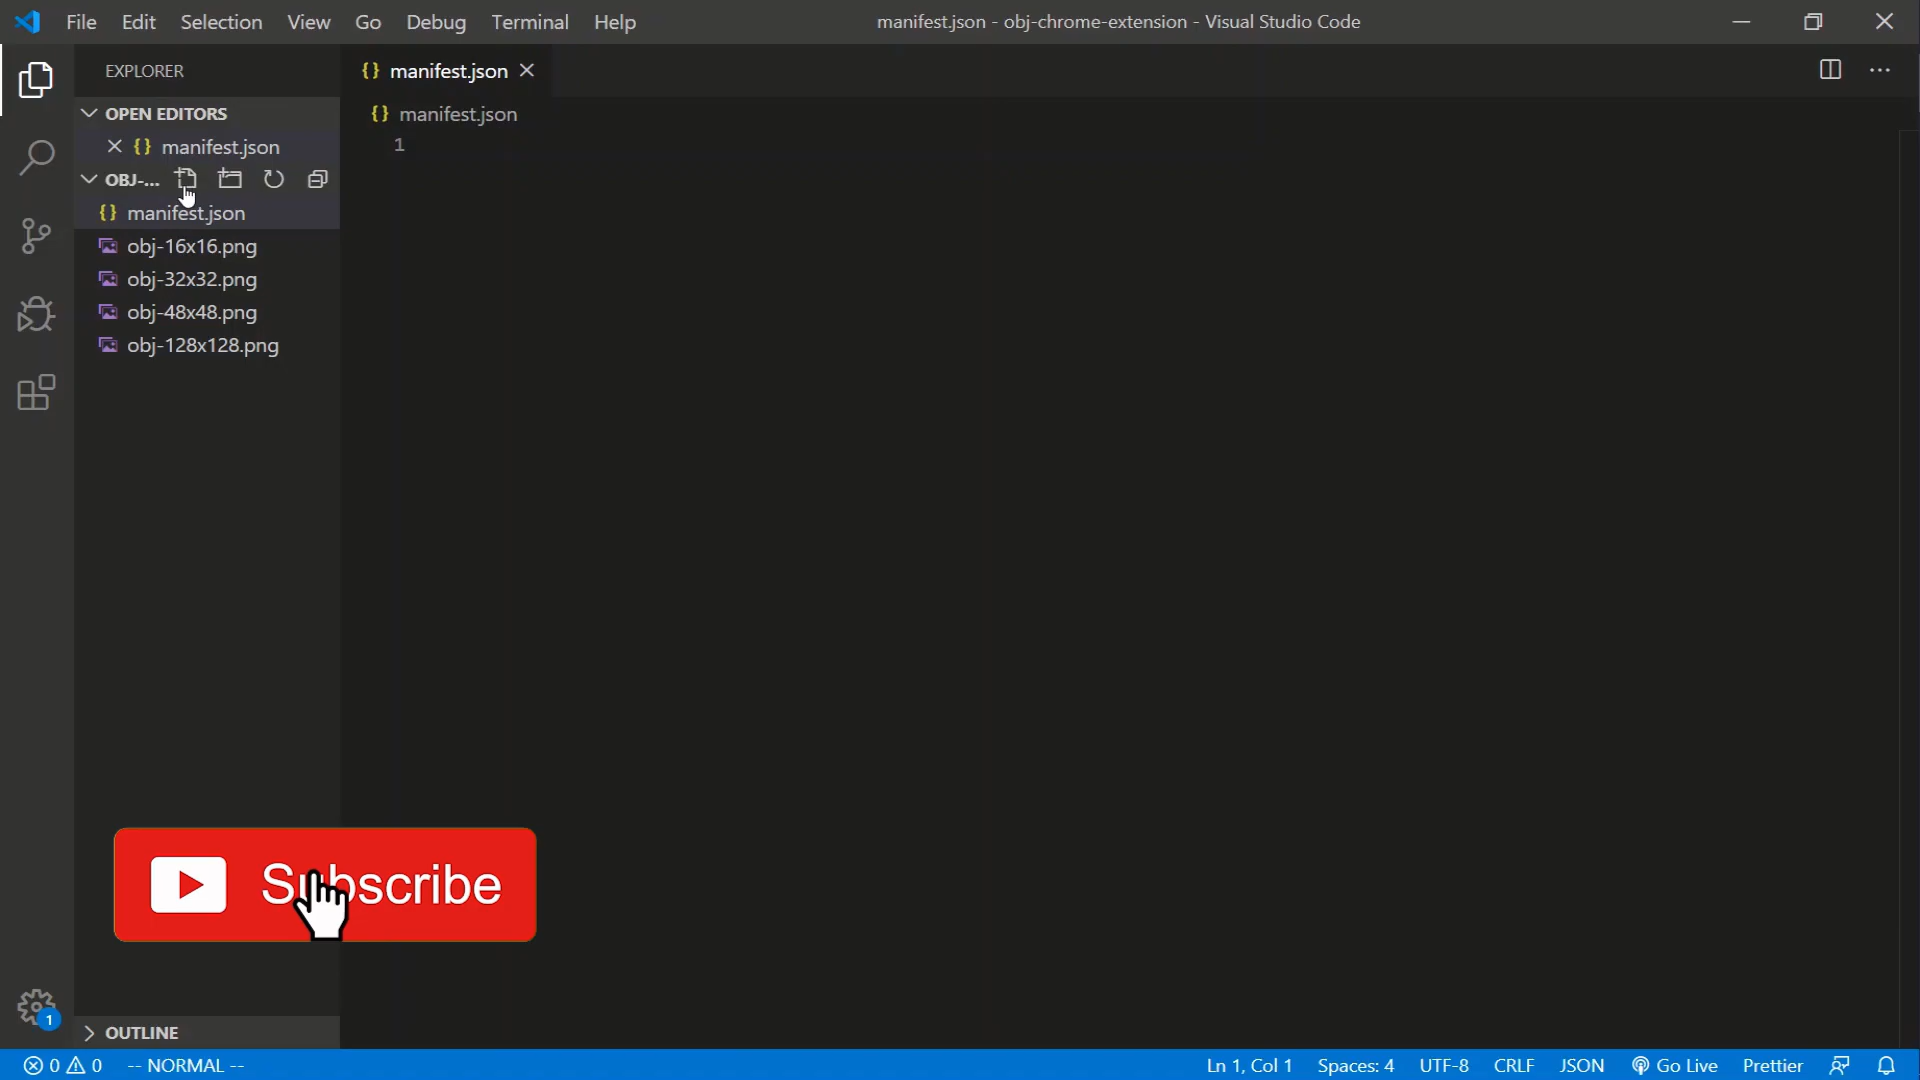 File Edit Selection View Go Debug Terminal Help
manifest.json - obj-chrome-extension - Visual Studio Code
EXPLORER
manifest.json
OPEN EDITORS
manifest.json
manifest.json
1
OBJ-...
manifest.json
obj-16x16.png
obj-32x32.png
obj-48x48.png
obj-128x128.png
Subscribe
1
OUTLINE
0 0 -- NORMAL --
Ln 1, Col 1 Spaces: 4 UTF-8 CRLF JSON Go Live Prettier